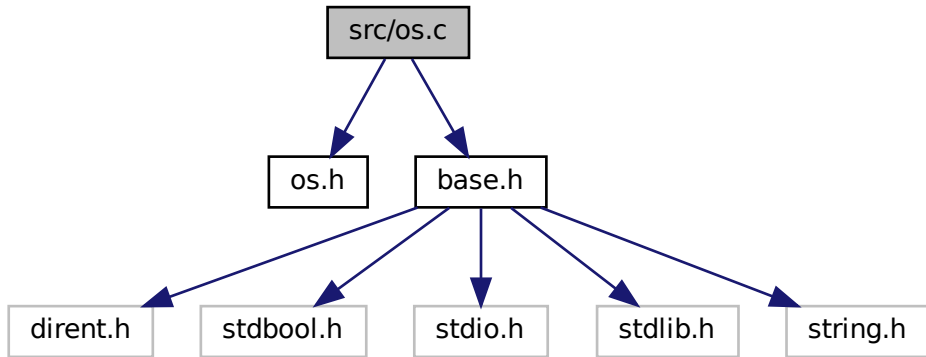 src/os.c
os.h
base.h
dirent.h
stdbool.h
stdio.h
stdlib.h
string.h